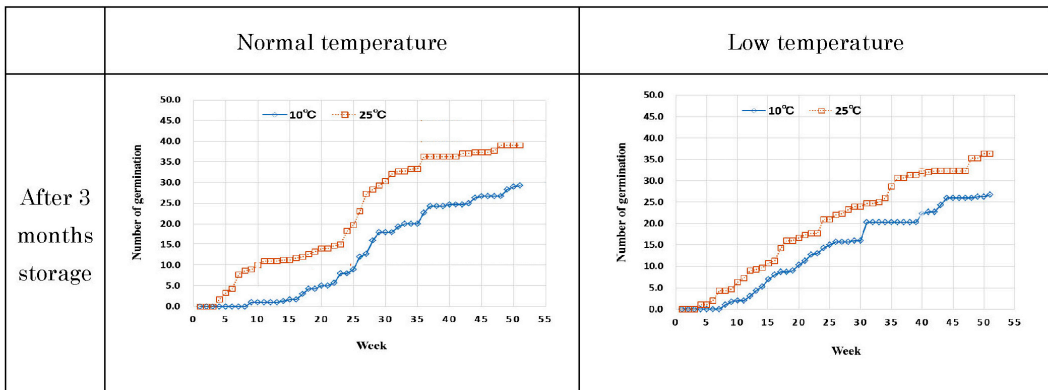 Normal temperature
Low temperature
After 3
months
storage
50.0
45.0
40.0
35.0
30.0
25.0
20.0
15.0
10.0
5.0
0.0
Number of germination
10°C
25°C
0 5 10 15 20 25 30 35 40 45 50 55
Week
50.0
45.0
40.0
35.0
30.0
25.0
20.0
15.0
10.0
5.0
0.0
Number of germination
10°C
25°C
0 5 10 15 20 25 30 35 40 45 50 55
Week